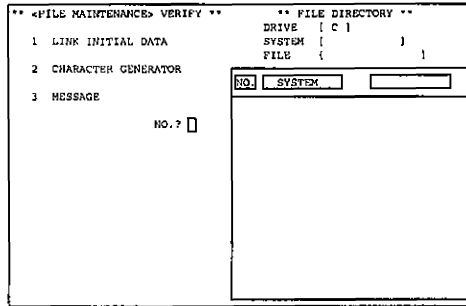 ** <FILE MAINTENANCE> VERIFY **
1 LINK INITIAL DATA
2 CHARACTER GENERATOR
3 MESSAGE
NO.?
** FILE DIRECTORY **
DRIVE [ C ]
SYSTEM [ ]
FILE [ ]
NO. SYSTEM